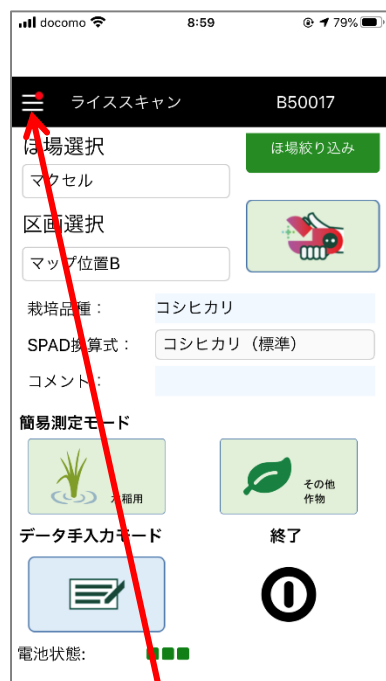 docomo 8:59 79%
ライススキャン B50017
ほ場選択 ほ場絞り込み
マクセル
区画選択
マップ位置B
栽培品種： コシヒカリ
SPAD換算式： コシヒカリ（標準）
コメント：
簡易測定モード
水稲用 その他
作物
データ手入力モード 終了
電池状態: